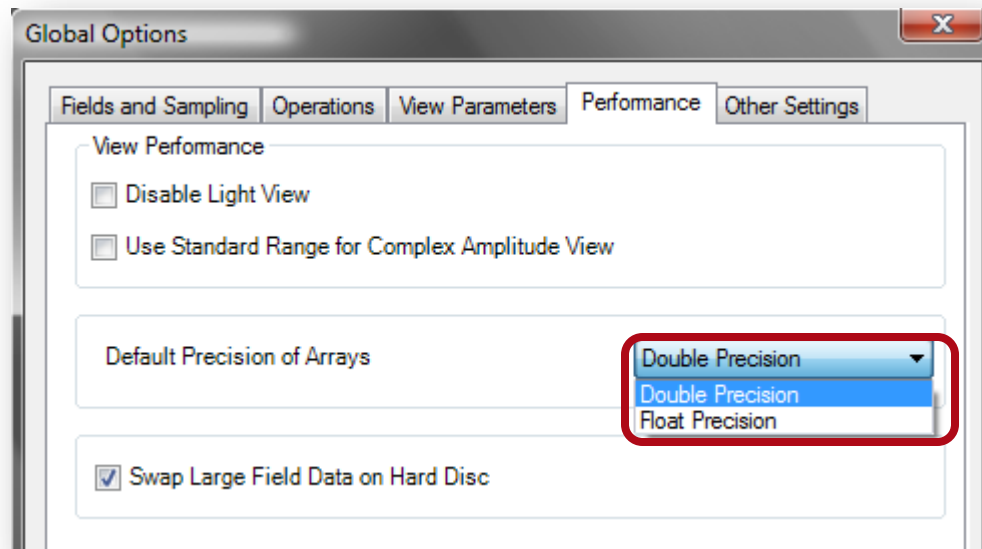 Global Options
Fields and Sampling Operations View Parameters Performance Other Settings
View Performance
Disable Light View
Use Standard Range for Complex Amplitude View
Default Precision of Arrays Double Precision
Double Precision
Float Precision
Swap Large Field Data on Hard Disc